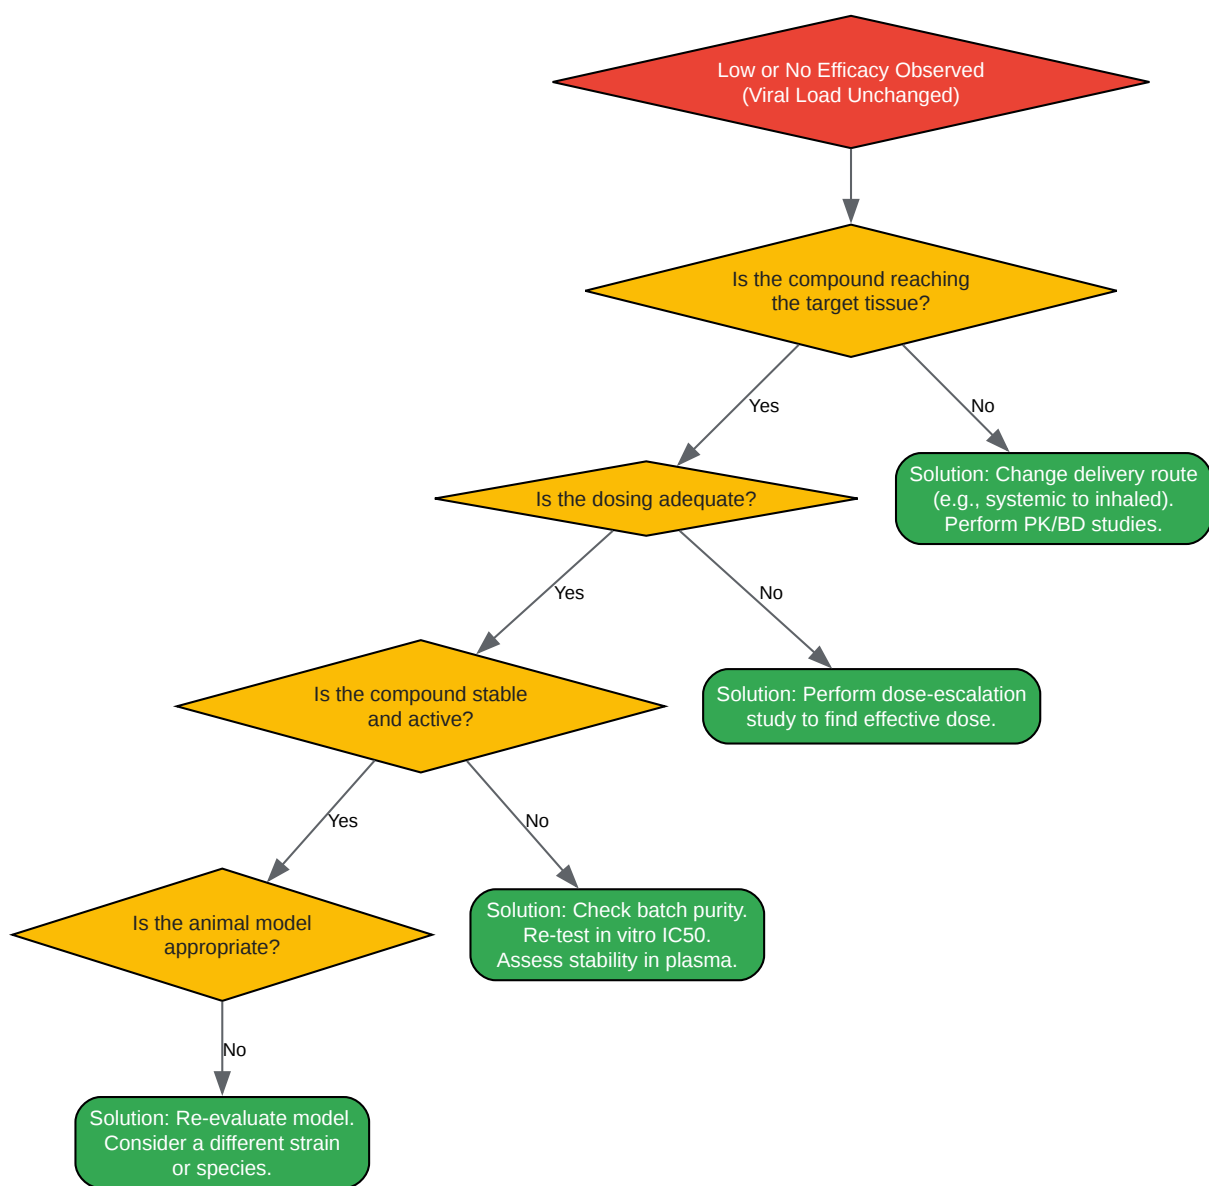 Low or No Efficacy Observed
(Viral Load Unchanged)
Is the compound reaching
the target tissue?
Yes
No
Is the dosing adequate?
Solution: Change delivery route
(e.g., systemic to inhaled).
Perform PK/BD studies.
Yes
No
Is the compound stable
and active?
Solution: Perform dose-escalation
study to find effective dose.
Yes
No
Is the animal model
appropriate?
Solution: Check batch purity.
Re-test in vitro IC50.
Assess stability in plasma.
No
Solution: Re-evaluate model.
Consider a different strain
or species.